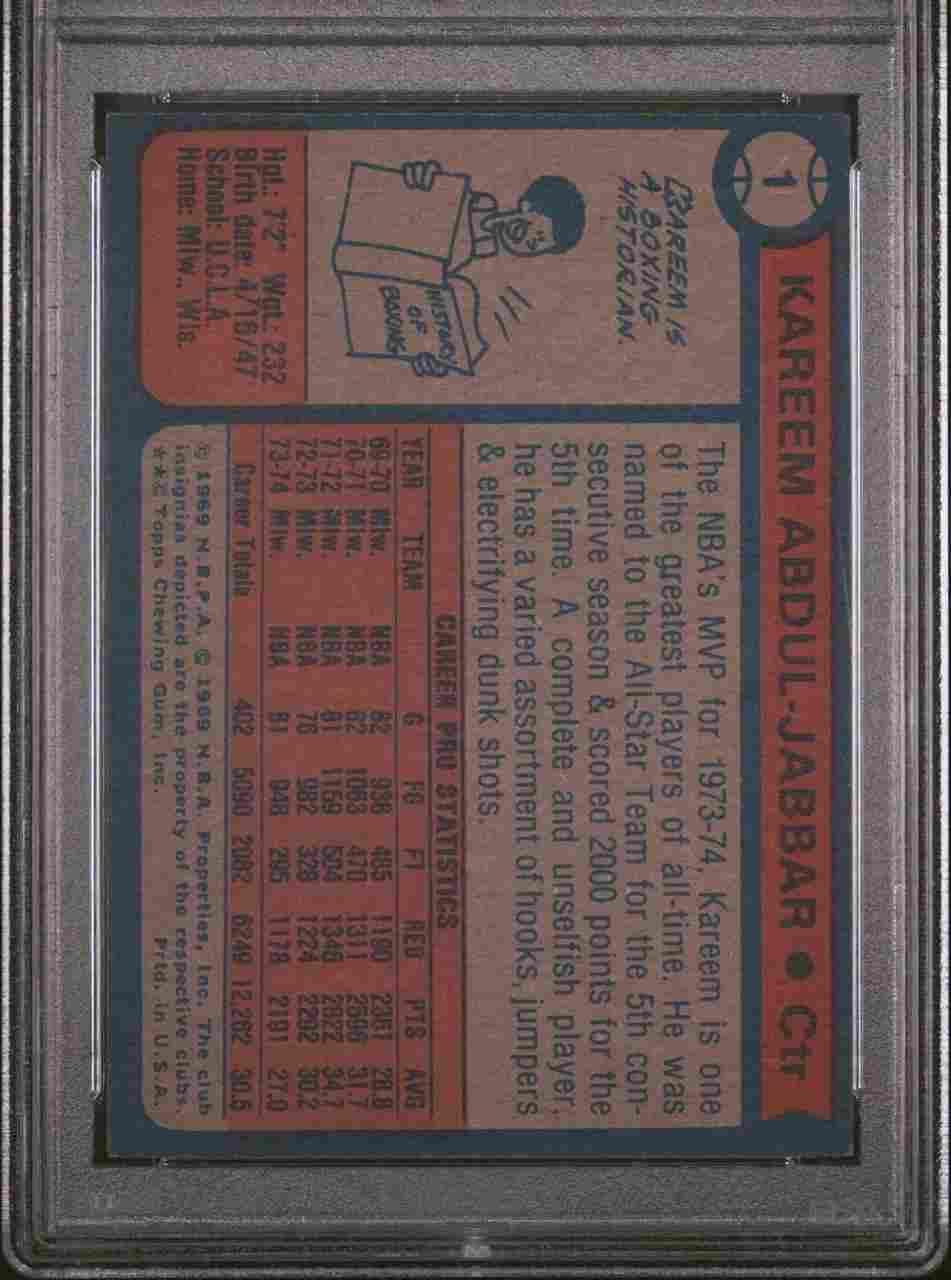 1
KAREEM ABDUL-JABBAR • Ctr
KAREEM IS
A BOXING
HISTORIAN.
HISTORY
OF
BOXING
Hgt.: 7'2" Wgt.: 232
Birth date: 4/16/47
School: U.C.L.A.
Home: Mlw., Wis.
The NBA's MVP for 1973-74, Kareem is one
of the greatest players of all-time. He was
named to the All-Star Team for the 5th con-
secutive season & scored 2000 points for the
5th time. A complete and unselfish player,
he has a varied assortment of hooks, jumpers
& electrifying dunk shots.
CAREER PRO STATISTICS
YEAR TEAM G FG FT REB PTS AVG
69-70 Mlw. NBA 82 938 485 1190 2361 28.8
70-71 Mlw. NBA 82 1063 470 1311 2596 31.7
71-72 Mlw. NBA 81 1159 504 1346 2822 34.7
72-73 Mlw. NBA 76 982 328 1224 2292 30.2
73-74 Mlw. NBA 81 948 295 1178 2191 27.0
Career Totals 402 5090 2082 6249 12,262 30.5
© 1969 N.B.P.A. © 1969 N.B.A. Properties, Inc. The club
insignia depicted are the property of the respective clubs.
**© Topps Chewing Gum, Inc. Prtd. in U.S.A.